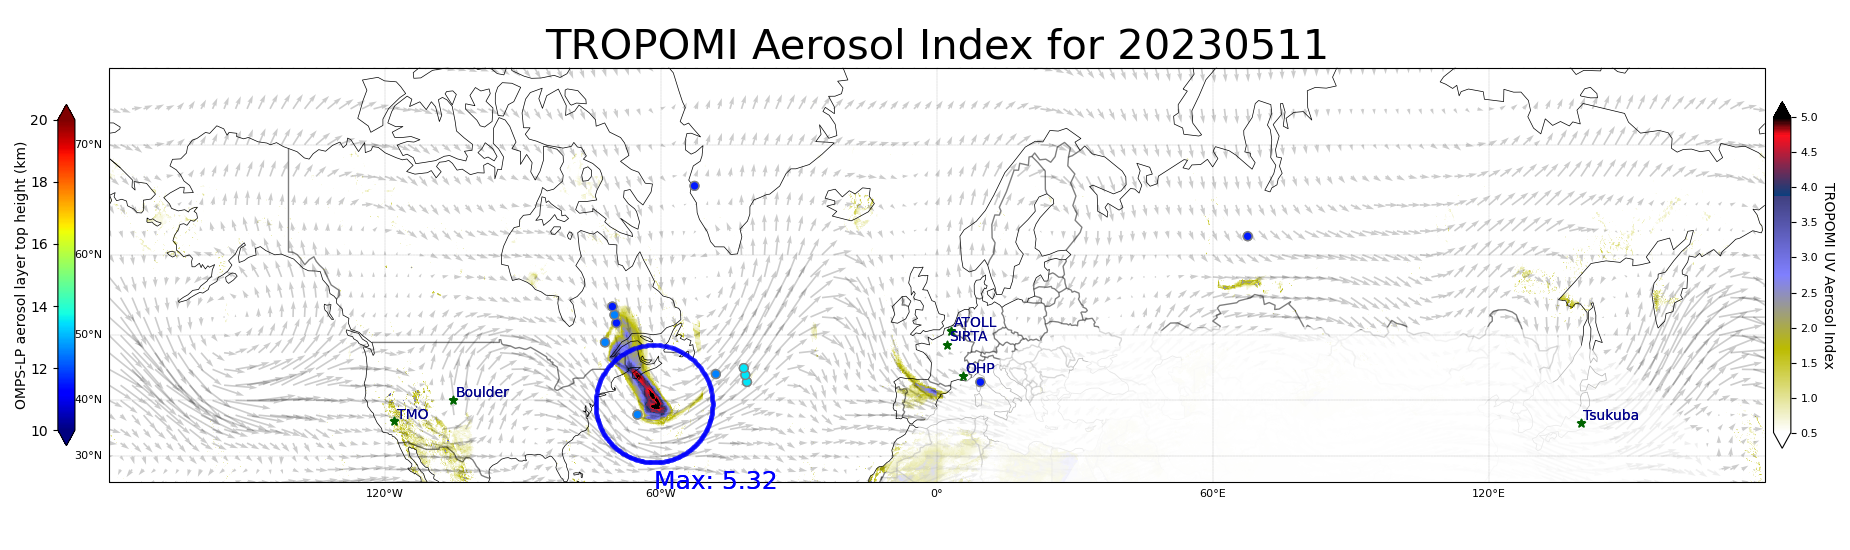 TROPOMI Aerosol Index for 20230511
OMPS-LP aerosol layer top height (km)
20
18
16
14
12
10
70°N
60°N
50°N
40°N
30°N
120°W
60°W
0°
60°E
120°E
ATOLL
SIRTA
OHP
Boulder
TMO
Tsukuba
Max: 5.32
5.0
4.5
4.0
3.5
3.0
2.5
2.0
1.5
1.0
0.5
TROPOMI UV Aerosol Index